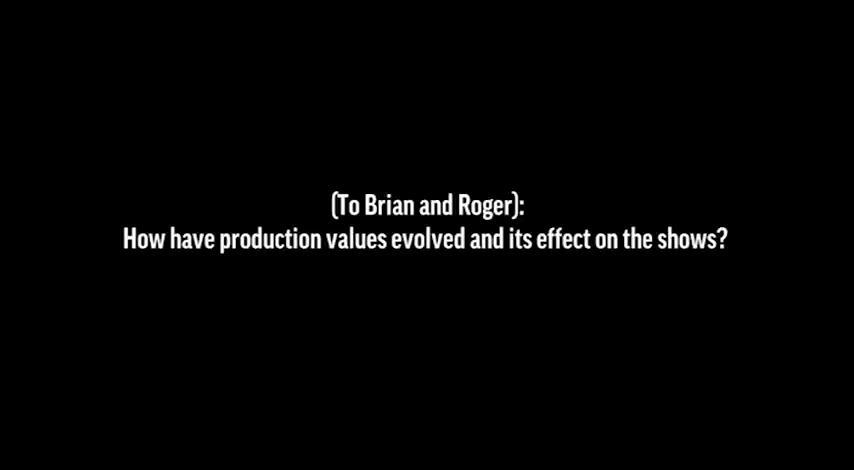 (To Brian and Roger):
How have production values evolved and its effect on the shows?